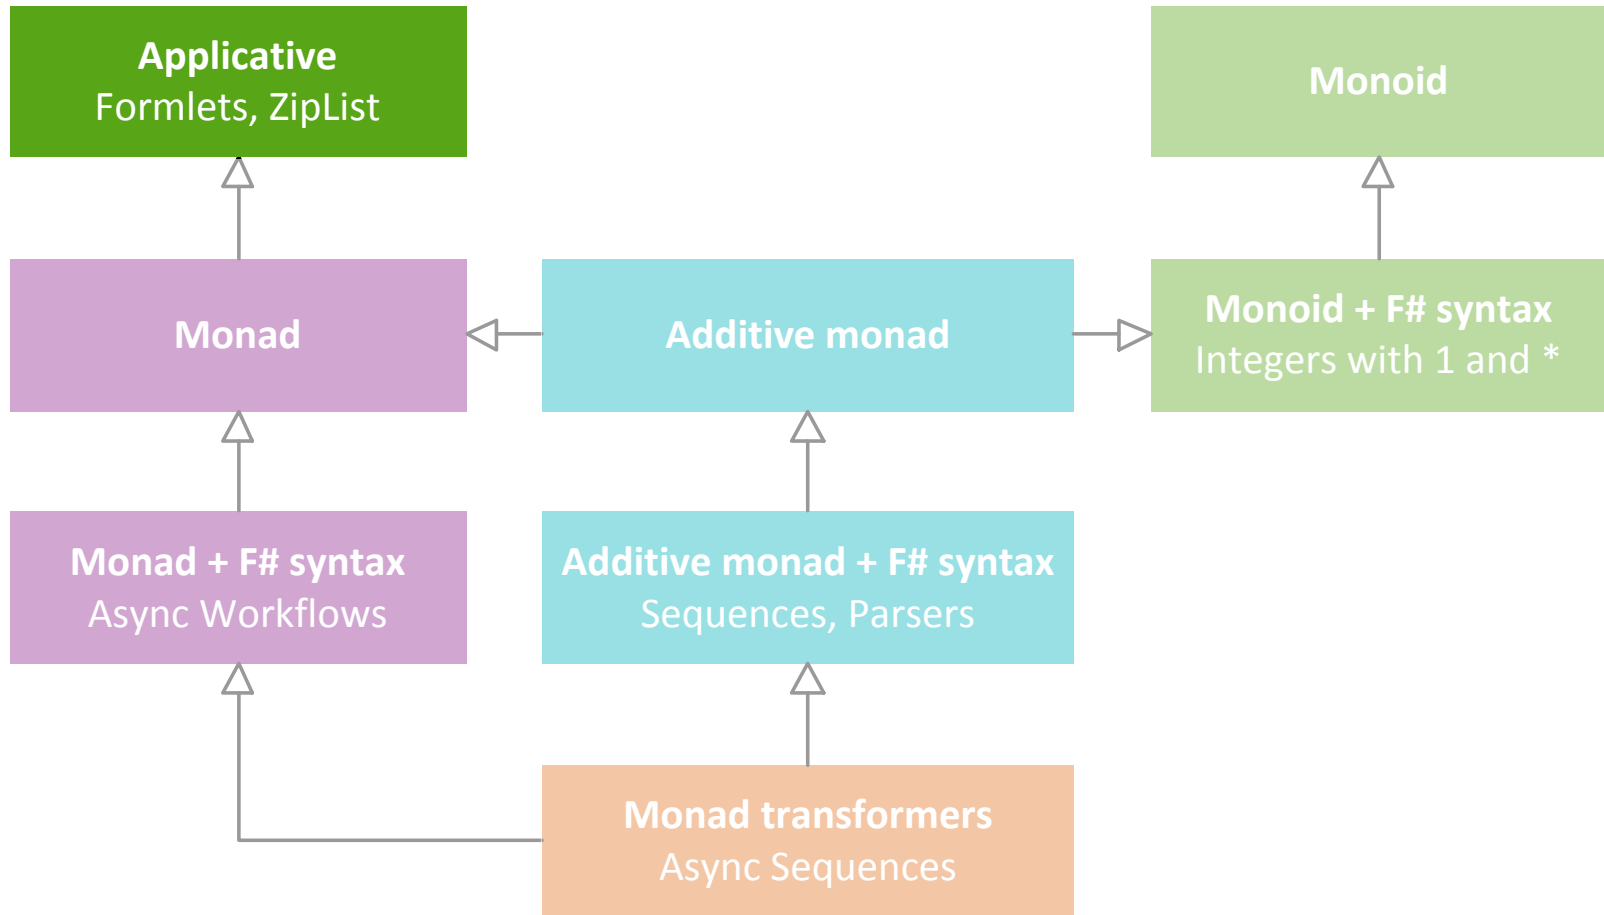 Applicative
Formlets, ZipList
Monoid
Monad
Additive monad
Monoid + F# syntax
Integers with 1 and *
Monad + F# syntax
Async Workflows
Additive monad + F# syntax
Sequences, Parsers
Monad transformers
Async Sequences